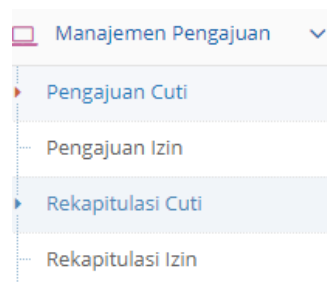 Manajemen Pengajuan
Pengajuan Cuti
Pengajuan Izin
Rekapitulasi Cuti
Rekapitulasi Izin